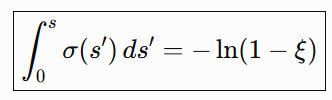 ∫₀ˢ σ(s′) ds′ = − ln(1 − ξ)